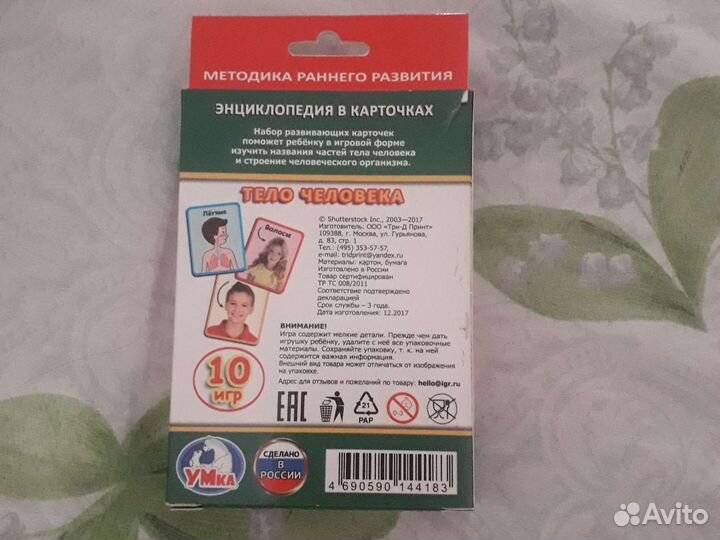 МЕТОДИКА РАННЕГО РАЗВИТИЯ
ЭНЦИКЛОПЕДИЯ В КАРТОЧКАХ
Набор развивающих карточек
поможет ребёнку в игровой форме
изучить названия частей тела человека
и строение человеческого организма.
ТЕЛО ЧЕЛОВЕКА
Лёгкие
Волосы
© Shutterstock Inc., 2003—2017
Изготовитель: ООО «Три-Д Принт»
109388, г. Москва, ул. Гурьянова,
д. 83, стр. 1
Тел.: (495) 353-57-57,
e-mail: tridprint@yandex.ru
Материалы: картон, бумага
Изготовлено в России
Товар сертифицирован
ТР ТС 008/2011
Соответствие подтверждено
декларацией
Срок службы – 3 года.
Дата изготовления: 12.2017
ВНИМАНИЕ!
Игра содержит мелкие детали. Прежде чем дать
игрушку ребёнку, удалите с неё все упаковочные
материалы. Сохраняйте упаковку, т. к. на ней
содержится важная информация.
Внешний вид товара может отличаться от изображения
на упаковке.
Адрес для отзывов и пожеланий по товару: hello@igr.ru
10
ИГР
EAC
21
PAP
0-3
УМка
СДЕЛАНО
В
РОССИИ
4 690590 144183
Avito